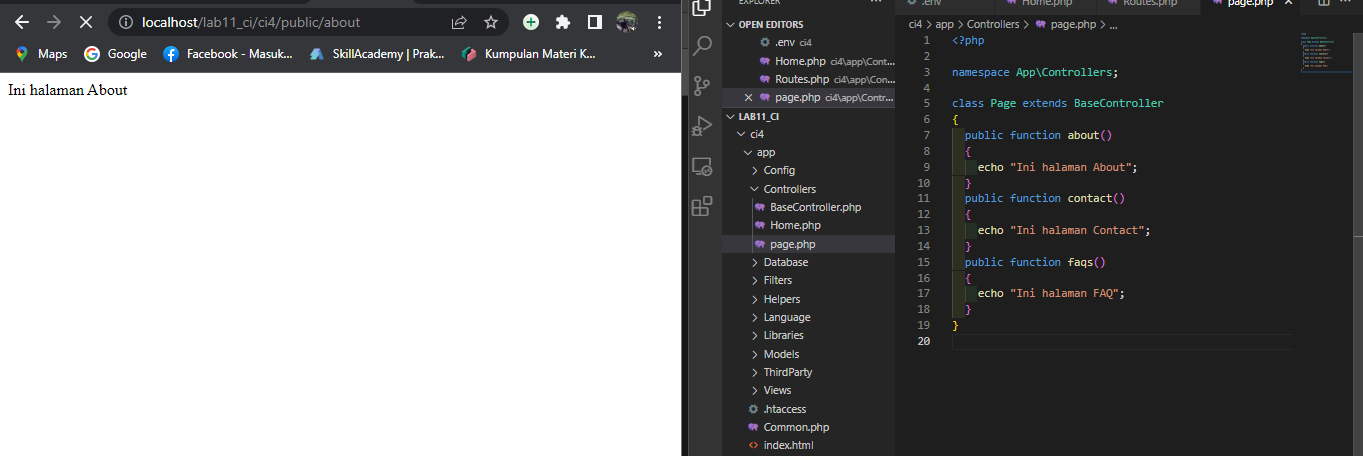 localhost/lab11_ci/ci4/public/about
Maps Google Facebook - Masuk... SkillAcademy | Prak... Kumpulan Materi K... »
Ini halaman About
EXPLORER ...
OPEN EDITORS
.env ci4
Home.php ci4\app\Con...
Routes.php ci4\app\Con...
page.php ci4\app\Contr...
LAB11_CI
ci4
app
Config
Controllers
BaseController.php
Home.php
page.php
Database
Filters
Helpers
Language
Libraries
Models
ThirdParty
Views
.htaccess
Common.php
index.html
.env Home.php Routes.php page.php
ci4 > app > Controllers > page.php > ...
1 <?php
2
3 namespace App\Controllers;
4
5 class Page extends BaseController
6 {
7 public function about()
8 {
9 echo "Ini halaman About";
10 }
11 public function contact()
12 {
13 echo "Ini halaman Contact";
14 }
15 public function faqs()
16 {
17 echo "Ini halaman FAQ";
18 }
19 }
20